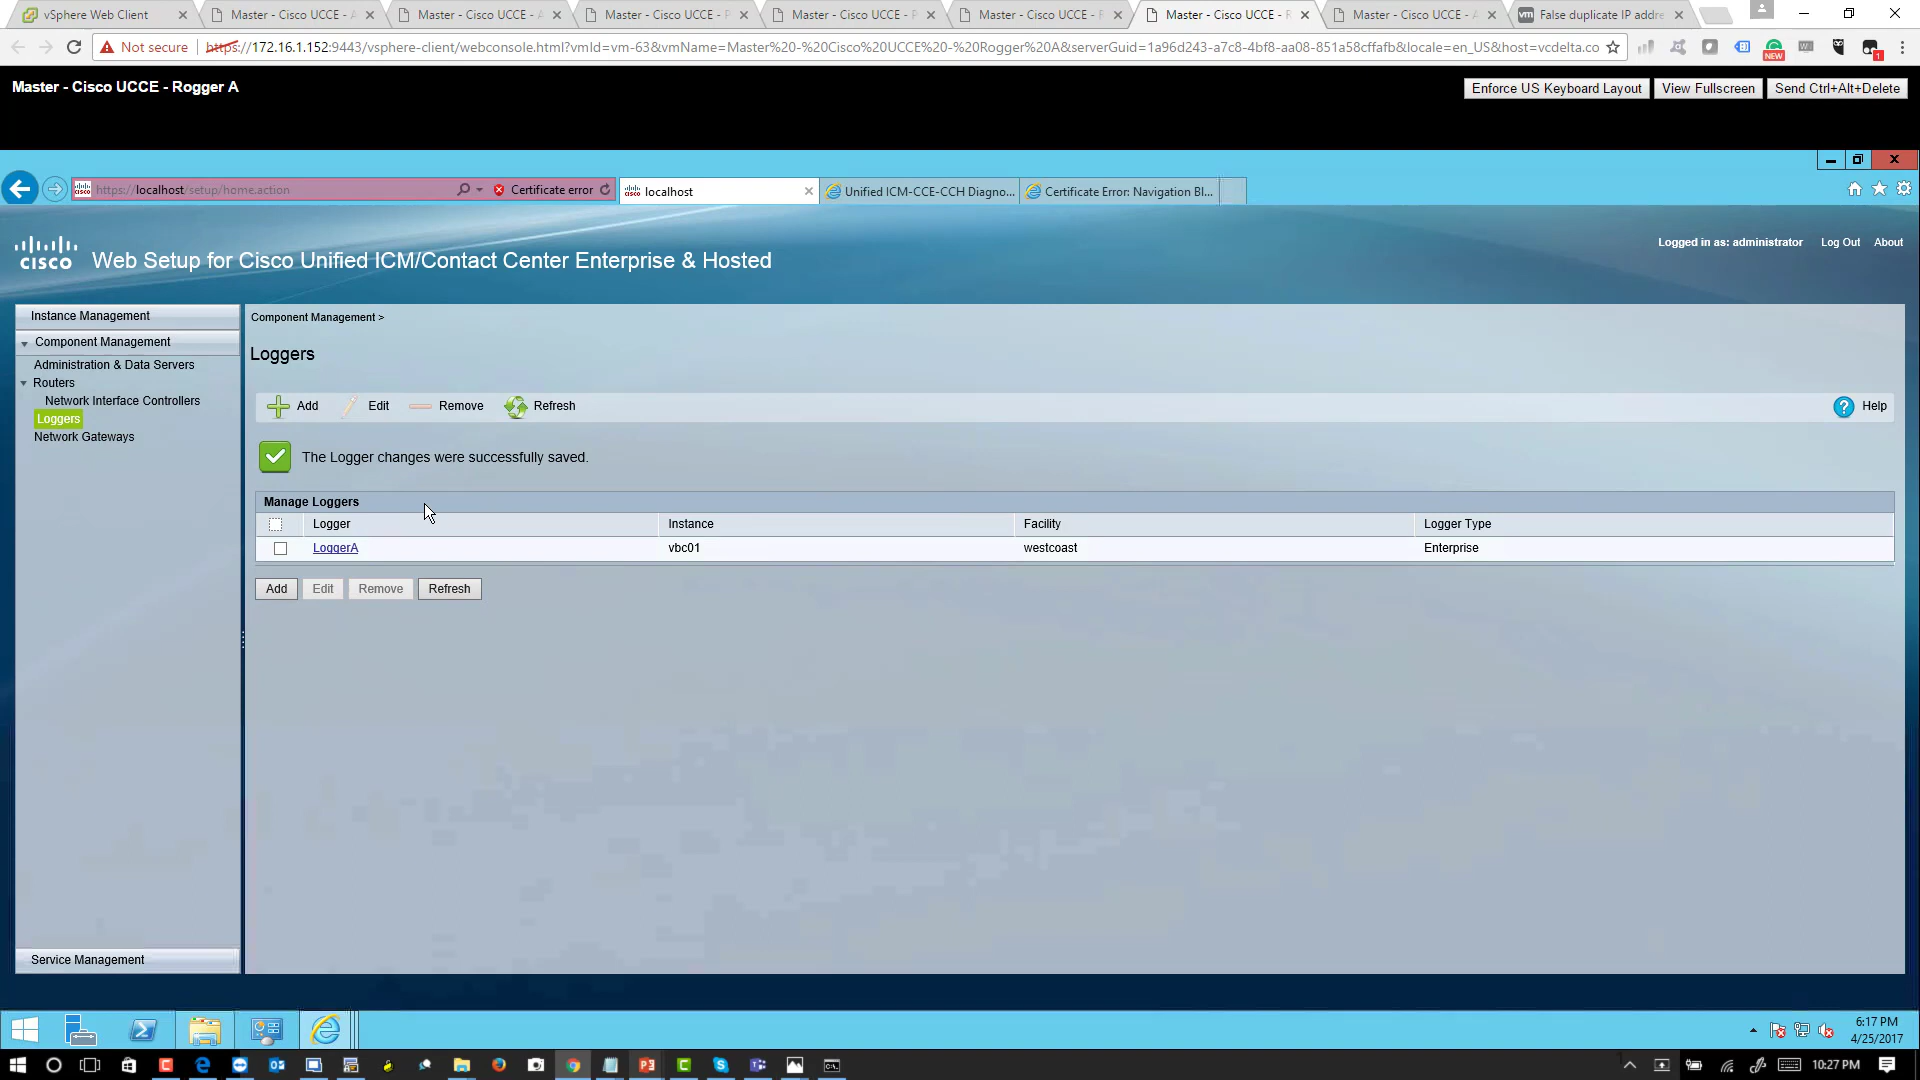 vSphere Web Client
Master - Cisco UCCE - A
Master - Cisco UCCE - A
Master - Cisco UCCE - P
Master - Cisco UCCE - P
Master - Cisco UCCE - R
Master - Cisco UCCE - R
Master - Cisco UCCE - A
vm False duplicate IP addre
Not secure https://172.16.1.152:9443/vsphere-client/webconsole.html?vmId=vm-63&vmName=Master%20-%20Cisco%20UCCE%20-%20Rogger%20A&serverGuid=1a96d243-a7c8-4bf8-aa08-851a58cffafb&locale=en_US&host=vcdelta.co
NEW
1
Master - Cisco UCCE - Rogger A
Enforce US Keyboard Layout View Fullscreen Send Ctrl+Alt+Delete
https://localhost/setup/home.action Certificate error
localhost
Unified ICM-CCE-CCH Diagno...
Certificate Error: Navigation Bl...
cisco Web Setup for Cisco Unified ICM/Contact Center Enterprise & Hosted
Logged in as: administrator Log Out About
Instance Management
Component Management
Administration & Data Servers
Routers
Network Interface Controllers
Loggers
Network Gateways
Service Management
Component Management >
Loggers
Add Edit Remove Refresh Help
The Logger changes were successfully saved.
Manage Loggers
Logger Instance Facility Logger Type
LoggerA vbc01 westcoast Enterprise
Add Edit Remove Refresh
6:17 PM
4/25/2017
10:27 PM